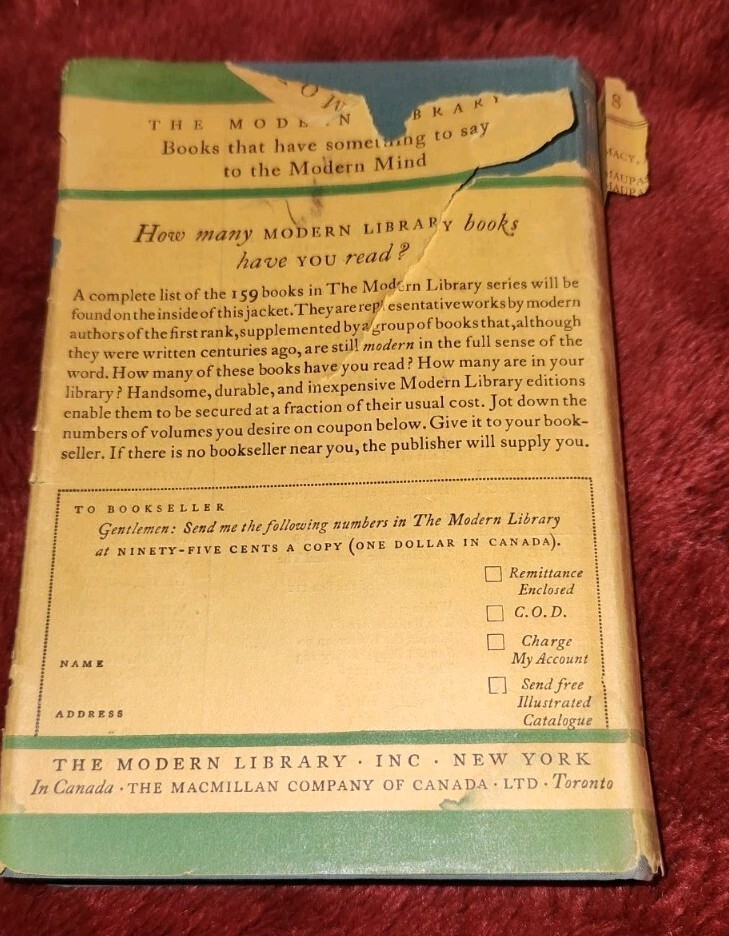 OW
THE MODERN LIBRARY
Books that have something to say
to the Modern Mind
How many MODERN LIBRARY books
have YOU read?
A complete list of the 159 books in The Modern Library series will be
found on the inside of this jacket. They are representative works by modern
authors of the first rank, supplemented by a group of books that, although
they were written centuries ago, are still modern in the full sense of the
word. How many of these books have you read? How many are in your
library? Handsome, durable, and inexpensive Modern Library editions
enable them to be secured at a fraction of their usual cost. Jot down the
numbers of volumes you desire on coupon below. Give it to your book-
seller. If there is no bookseller near you, the publisher will supply you.
TO BOOKSELLER
Gentlemen: Send me the following numbers in The Modern Library
at NINETY-FIVE CENTS A COPY (ONE DOLLAR IN CANADA).
Remittance
Enclosed
C.O.D.
Charge
My Account
NAME
Send free
Illustrated
Catalogue
ADDRESS
THE MODERN LIBRARY · INC · NEW YORK
In Canada · THE MACMILLAN COMPANY OF CANADA · LTD · Toronto
8
MACY,
MAUPA
MAUPA